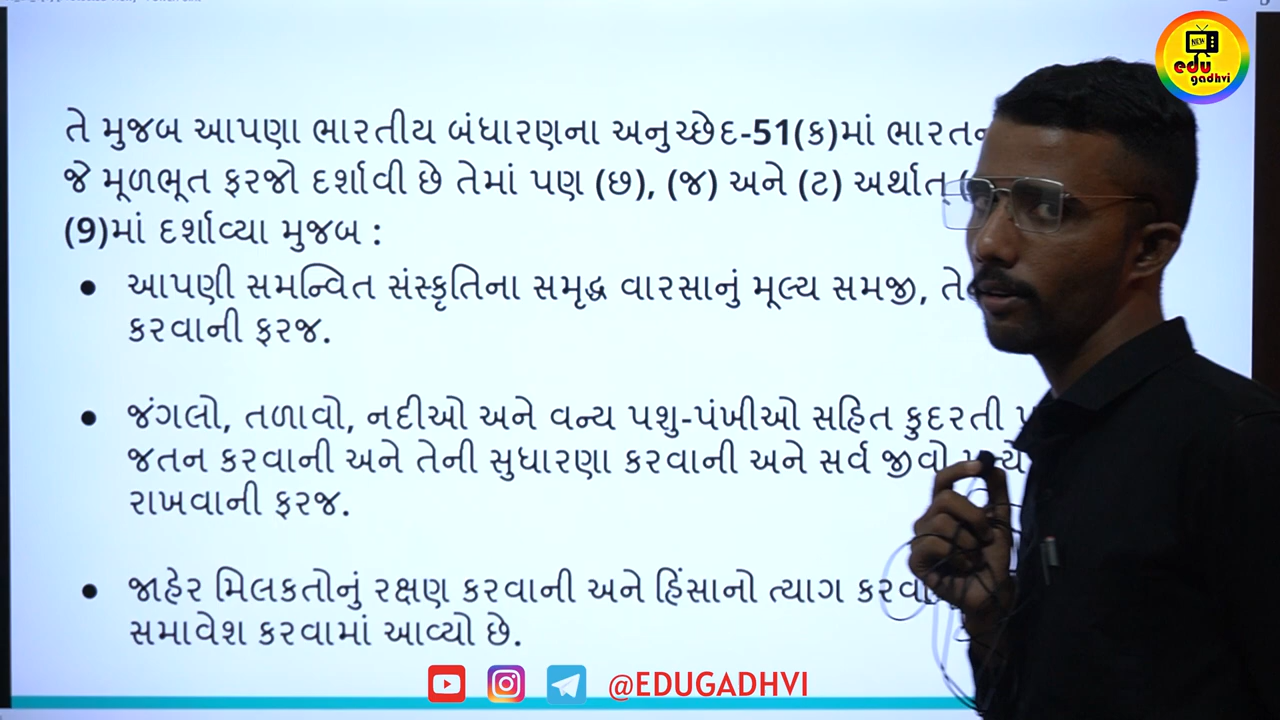 NEW
edu
gadhvi
તે મુજબ આપણા ભારતીય બંધારણના અનુચ્છેદ-51(ક)માં
જે મૂળભૂત ફરજો દર્શાવી છે તેમાં પણ (છ), (જ) અને (ટ) અર્થાત્
(9)માં દર્શાવ્યા મુજબ :
● આપણી સમન્વિત સંસ્કૃતિના સમૃદ્ધ વારસાનું મૂલ્ય સમજી,
કરવાની ફરજ.
● જંગલો, તળાવો, નદીઓ અને વન્ય પશુ-પંખીઓ સહિત કુદરતી
જતન કરવાની અને તેની સુધારણા કરવાની અને સર્વ જીવો
રાખવાની ફરજ.
● જાહેર મિલકતોનું રક્ષણ કરવાની અને હિંસાનો ત્યાગ
સમાવેશ કરવામાં આવ્યો છે.
@EDUGADHVI